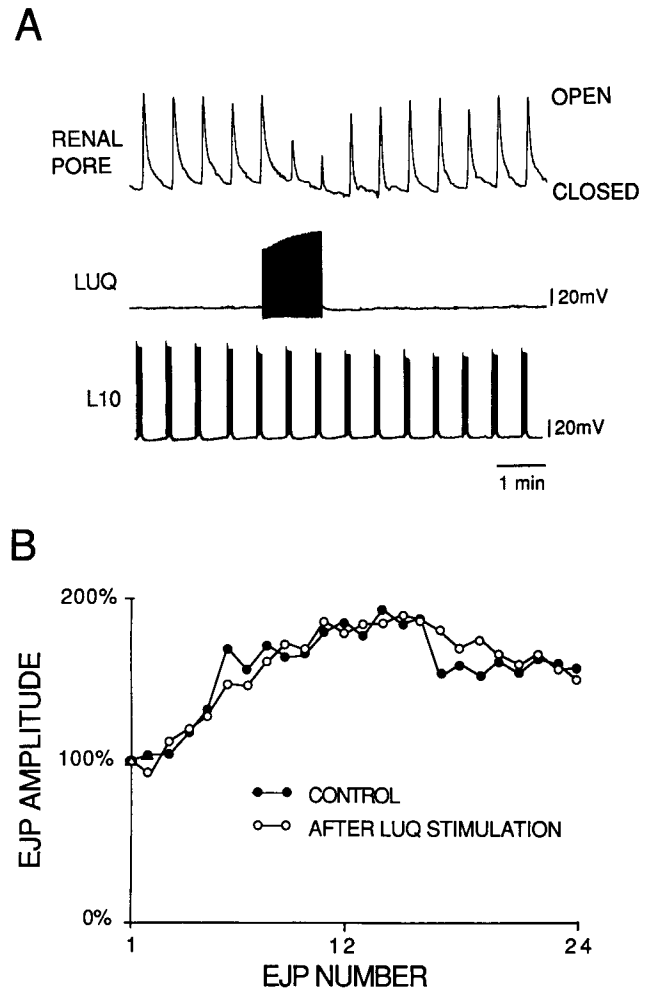 A
RENAL
PORE
OPEN
CLOSED
LUQ
20mV
L10
20mV
1 min
B
200%
100%
0%
EJP AMPLITUDE
CONTROL
AFTER LUQ STIMULATION
1
12
24
EJP NUMBER